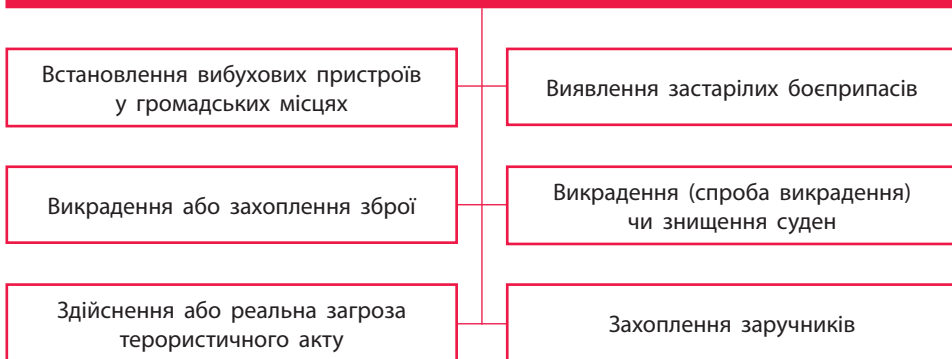 Встановлення вибухових пристроїв
у громадських місцях
Виявлення застарілих боєприпасів
Викрадення або захоплення зброї
Викрадення (спроба викрадення)
чи знищення суден
Здійснення або реальна загроза
терористичного акту
Захоплення заручників